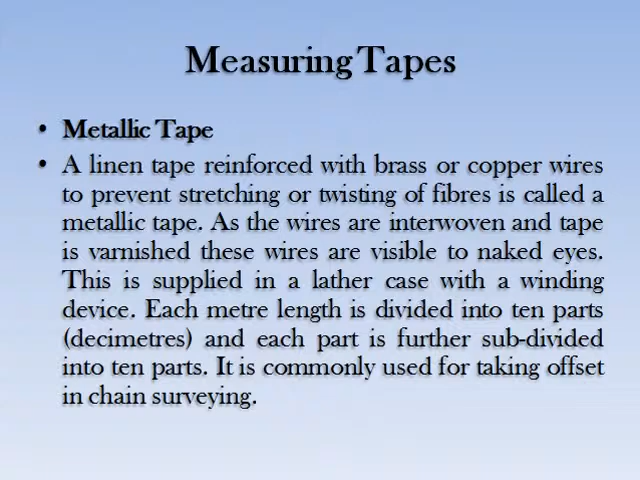 Measuring Tapes
• Metallic Tape
• A linen tape reinforced with brass or copper wires
to prevent stretching or twisting of fibres is called a
metallic tape. As the wires are interwoven and tape
is varnished these wires are visible to naked eyes.
This is supplied in a lather case with a winding
device. Each metre length is divided into ten parts
(decimetres) and each part is further sub-divided
into ten parts. It is commonly used for taking offset
in chain surveying.